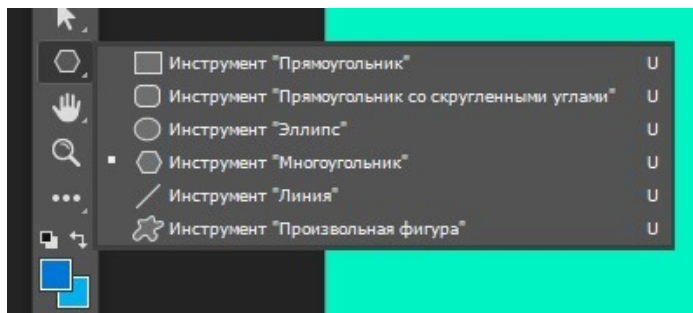 Инструмент "Прямоугольник" U
Инструмент "Прямоугольник со скругленными углами" U
Инструмент "Эллипс" U
Инструмент "Многоугольник" U
Инструмент "Линия" U
Инструмент "Произвольная фигура" U